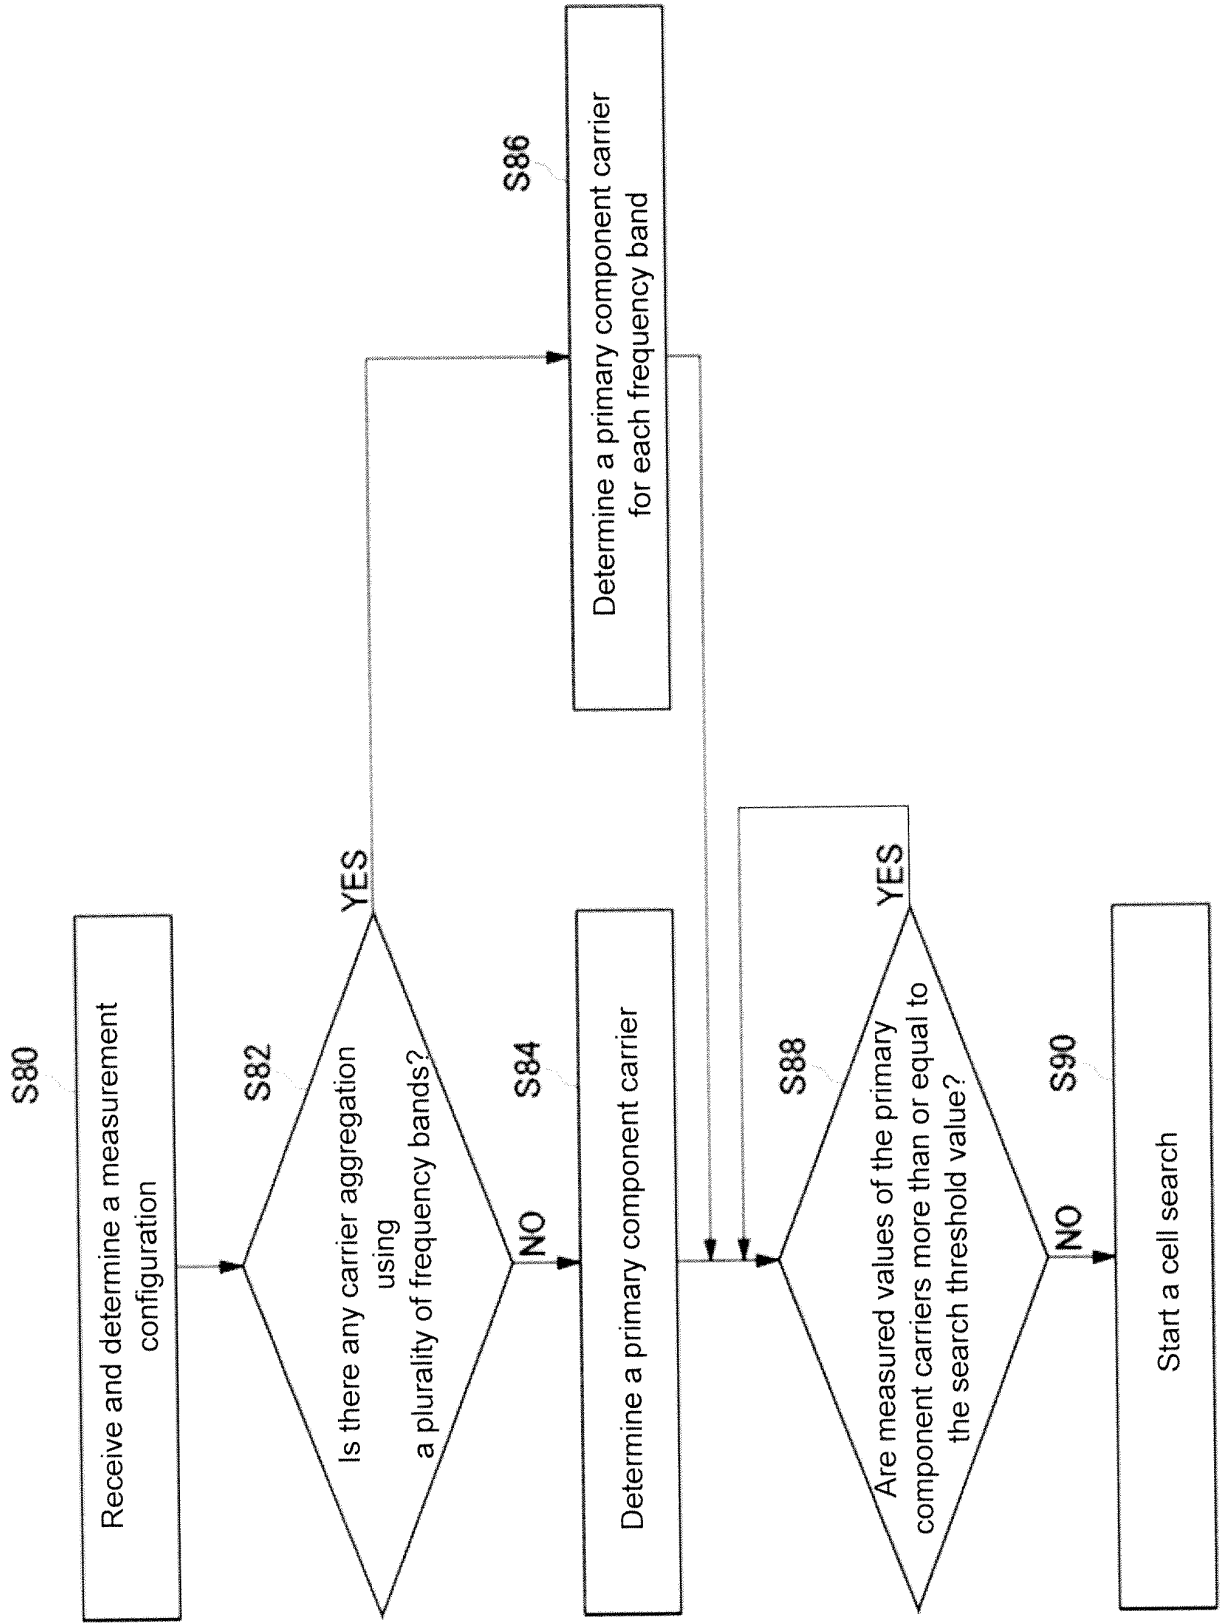 S80
Receive and determine a measurement
configuration
S82
Is there any carrier aggregation
using
a plurality of frequency bands?
YES
NO
S84
Determine a primary component carrier
S86
Determine a primary component carrier
for each frequency band
S88
Are measured values of the primary
component carriers more than or equal to
the search threshold value?
YES
NO
S90
Start a cell search